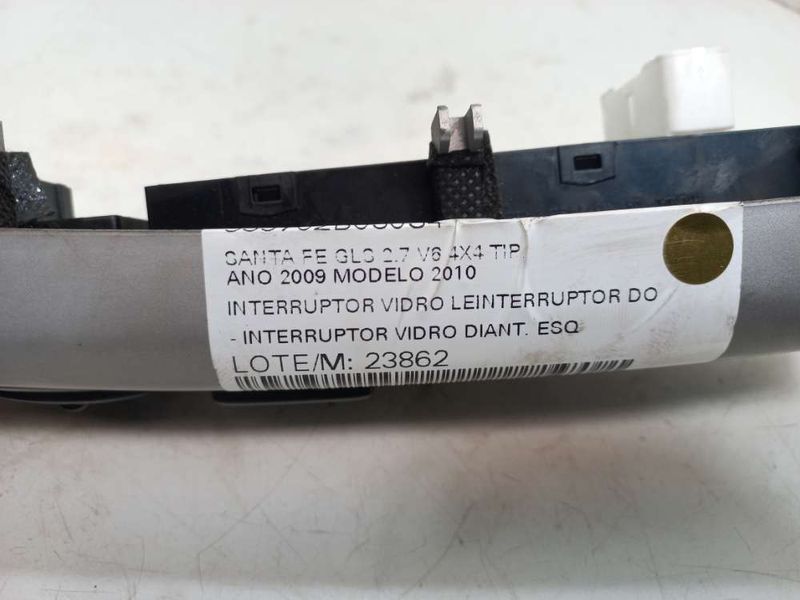 SANTA FE GLS 2.7 V6 4X4 TIP
ANO 2009 MODELO 2010
INTERRUPTOR VIDRO LEINTERRUPTOR DO
- INTERRUPTOR VIDRO DIANT. ESQ
LOTE/M: 23862